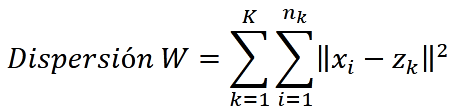 Dispersión W = ∑_{k=1}^{K} ∑_{i=1}^{n_k} ‖x_i − z_k‖²